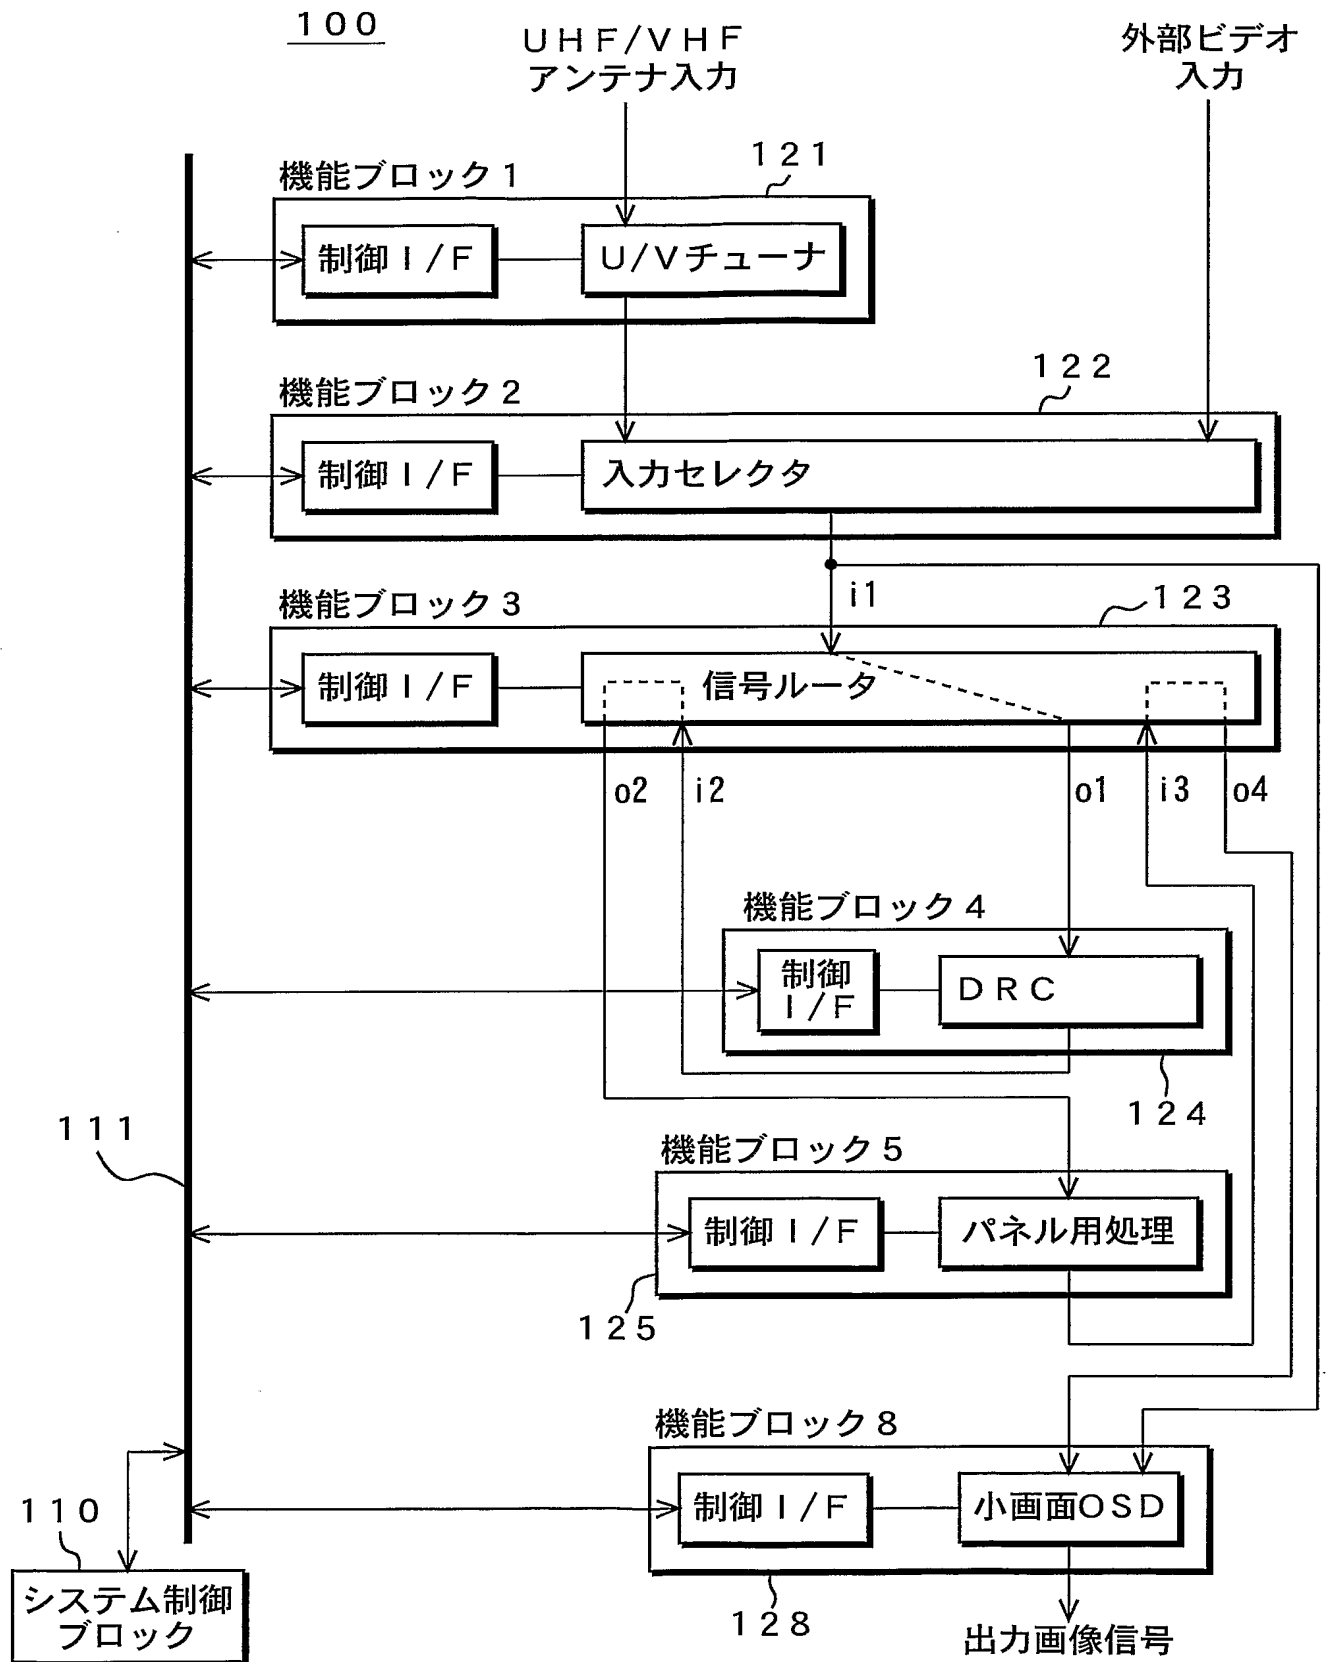 １００
ＵＨＦ/ＶＨＦ
アンテナ入力
外部ビデオ
入力
機能ブロック１
１２１
制御Ｉ/Ｆ
Ｕ/Ｖチューナ
機能ブロック２
１２２
制御Ｉ/Ｆ
入力セレクタ
i1
機能ブロック３
１２３
制御Ｉ/Ｆ
信号ルータ
o2
i2
o1
i3
o4
機能ブロック４
制御
Ｉ/Ｆ
ＤＲＣ
１２４
１１１
機能ブロック５
制御Ｉ/Ｆ
パネル用処理
１２５
機能ブロック８
制御Ｉ/Ｆ
小画面ＯＳＤ
１１０
システム制御
ブロック
１２８
出力画像信号